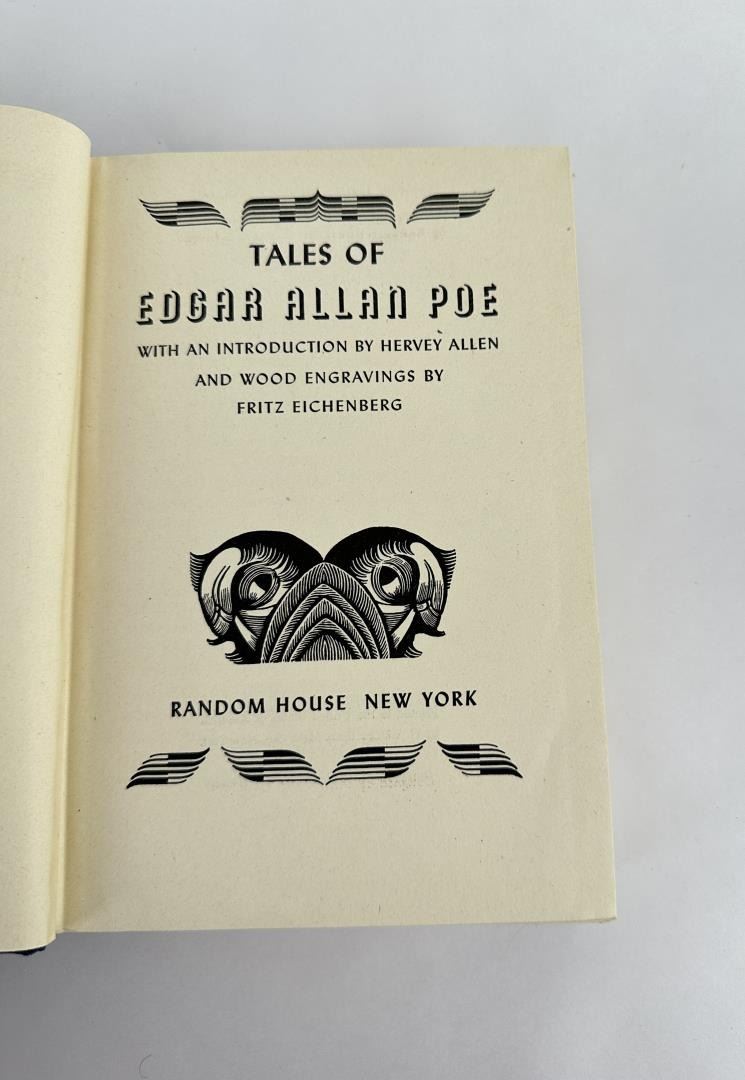 TALES OF
EDGAR ALLAN POE
WITH AN INTRODUCTION BY HERVEY ALLEN
AND WOOD ENGRAVINGS BY
FRITZ EICHENBERG
RANDOM HOUSE NEW YORK